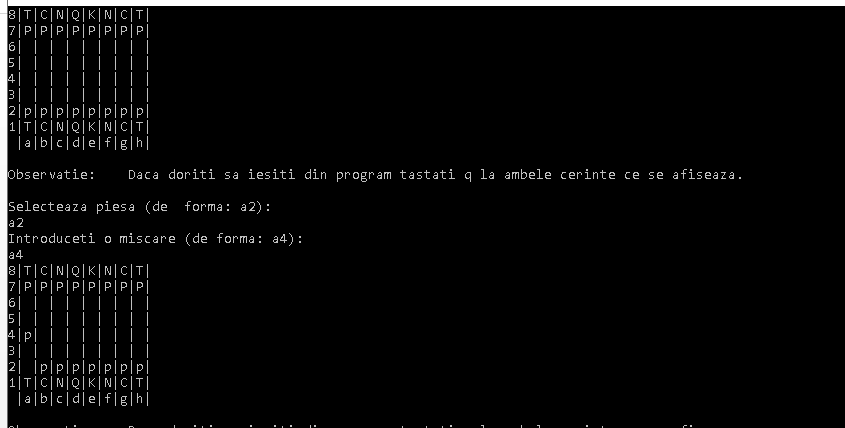 8|T|C|N|Q|K|N|C|T|
7|P|P|P|P|P|P|P|P|
6| | | | | | | | |
5| | | | | | | | |
4| | | | | | | | |
3| | | | | | | | |
2|p|p|p|p|p|p|p|p|
1|T|C|N|Q|K|N|C|T|
 |a|b|c|d|e|f|g|h|
Observatie:    Daca doriti sa iesiti din program tastati q la ambele cerinte ce se afiseaza.
Selecteaza piesa (de  forma: a2):
a2
Introduceti o miscare (de forma: a4):
a4
8|T|C|N|Q|K|N|C|T|
7|P|P|P|P|P|P|P|P|
6| | | | | | | | |
5| | | | | | | | |
4|p| | | | | | | |
3| | | | | | | | |
2| |p|p|p|p|p|p|p|
1|T|C|N|Q|K|N|C|T|
 |a|b|c|d|e|f|g|h|